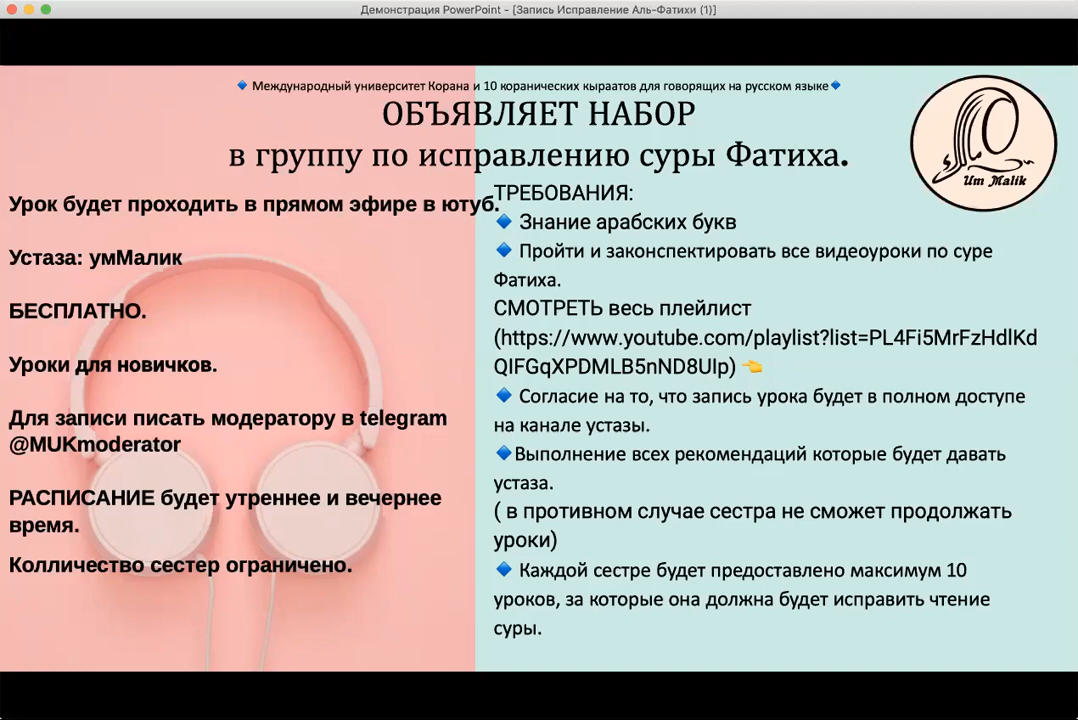 Демонстрация PowerPoint - [Запись Исправление Аль-Фатихи (1)]
🔹 Международный университет Корана и 10 коранических кыраатов для говорящих на русском языке🔹
ОБЪЯВЛЯЕТ НАБОР
в группу по исправлению суры Фатиха.
Um Malik
Урок будет проходить в прямом эфире в ютуб.
Устаза: умМалик
БЕСПЛАТНО.
Уроки для новичков.
Для записи писать модератору в telegram
@MUKmoderator
РАСПИСАНИЕ будет утреннее и вечернее
время.
Колличество сестер ограничено.
ТРЕБОВАНИЯ:
🔹 Знание арабских букв
🔹 Пройти и законспектировать все видеоуроки по суре
Фатиха.
СМОТРЕТЬ весь плейлист
(https://www.youtube.com/playlist?list=PL4Fi5MrFzHdlKd
QIFGqXPDMLB5nND8UIp) 👈
🔹 Согласие на то, что запись урока будет в полном доступе
на канале устазы.
🔹Выполнение всех рекомендаций которые будет давать
устаза.
( в противном случае сестра не сможет продолжать
уроки)
🔹 Каждой сестре будет предоставлено максимум 10
уроков, за которые она должна будет исправить чтение
суры.